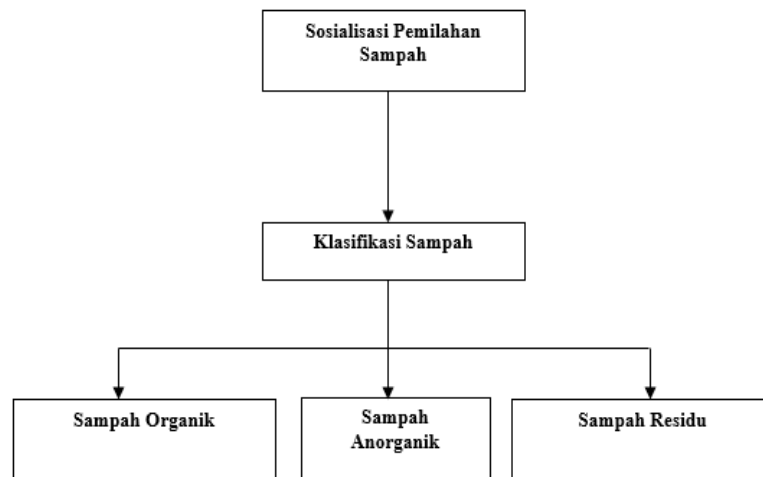 Sosialisasi Pemilahan
Sampah
Klasifikasi Sampah
Sampah Organik
Sampah
Anorganik
Sampah Residu